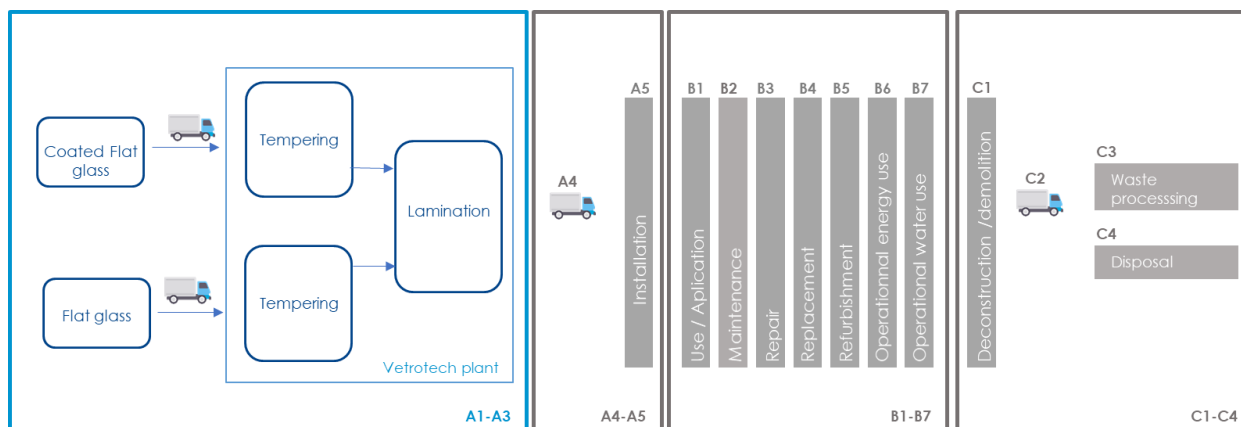 Coated Flat
glass
Tempering
Lamination
Flat glass
Tempering
Vetrotech plant
A1-A3
A4
A5
Installation
A4-A5
B1
Use / Aplication
B2
Maintenance
B3
Repair
B4
Replacement
B5
Refurbishment
B6
Operationnal energy use
B7
Operational water use
B1-B7
C1
Deconstruction /demolition
C2
C3
Waste
processsing
C4
Disposal
C1-C4